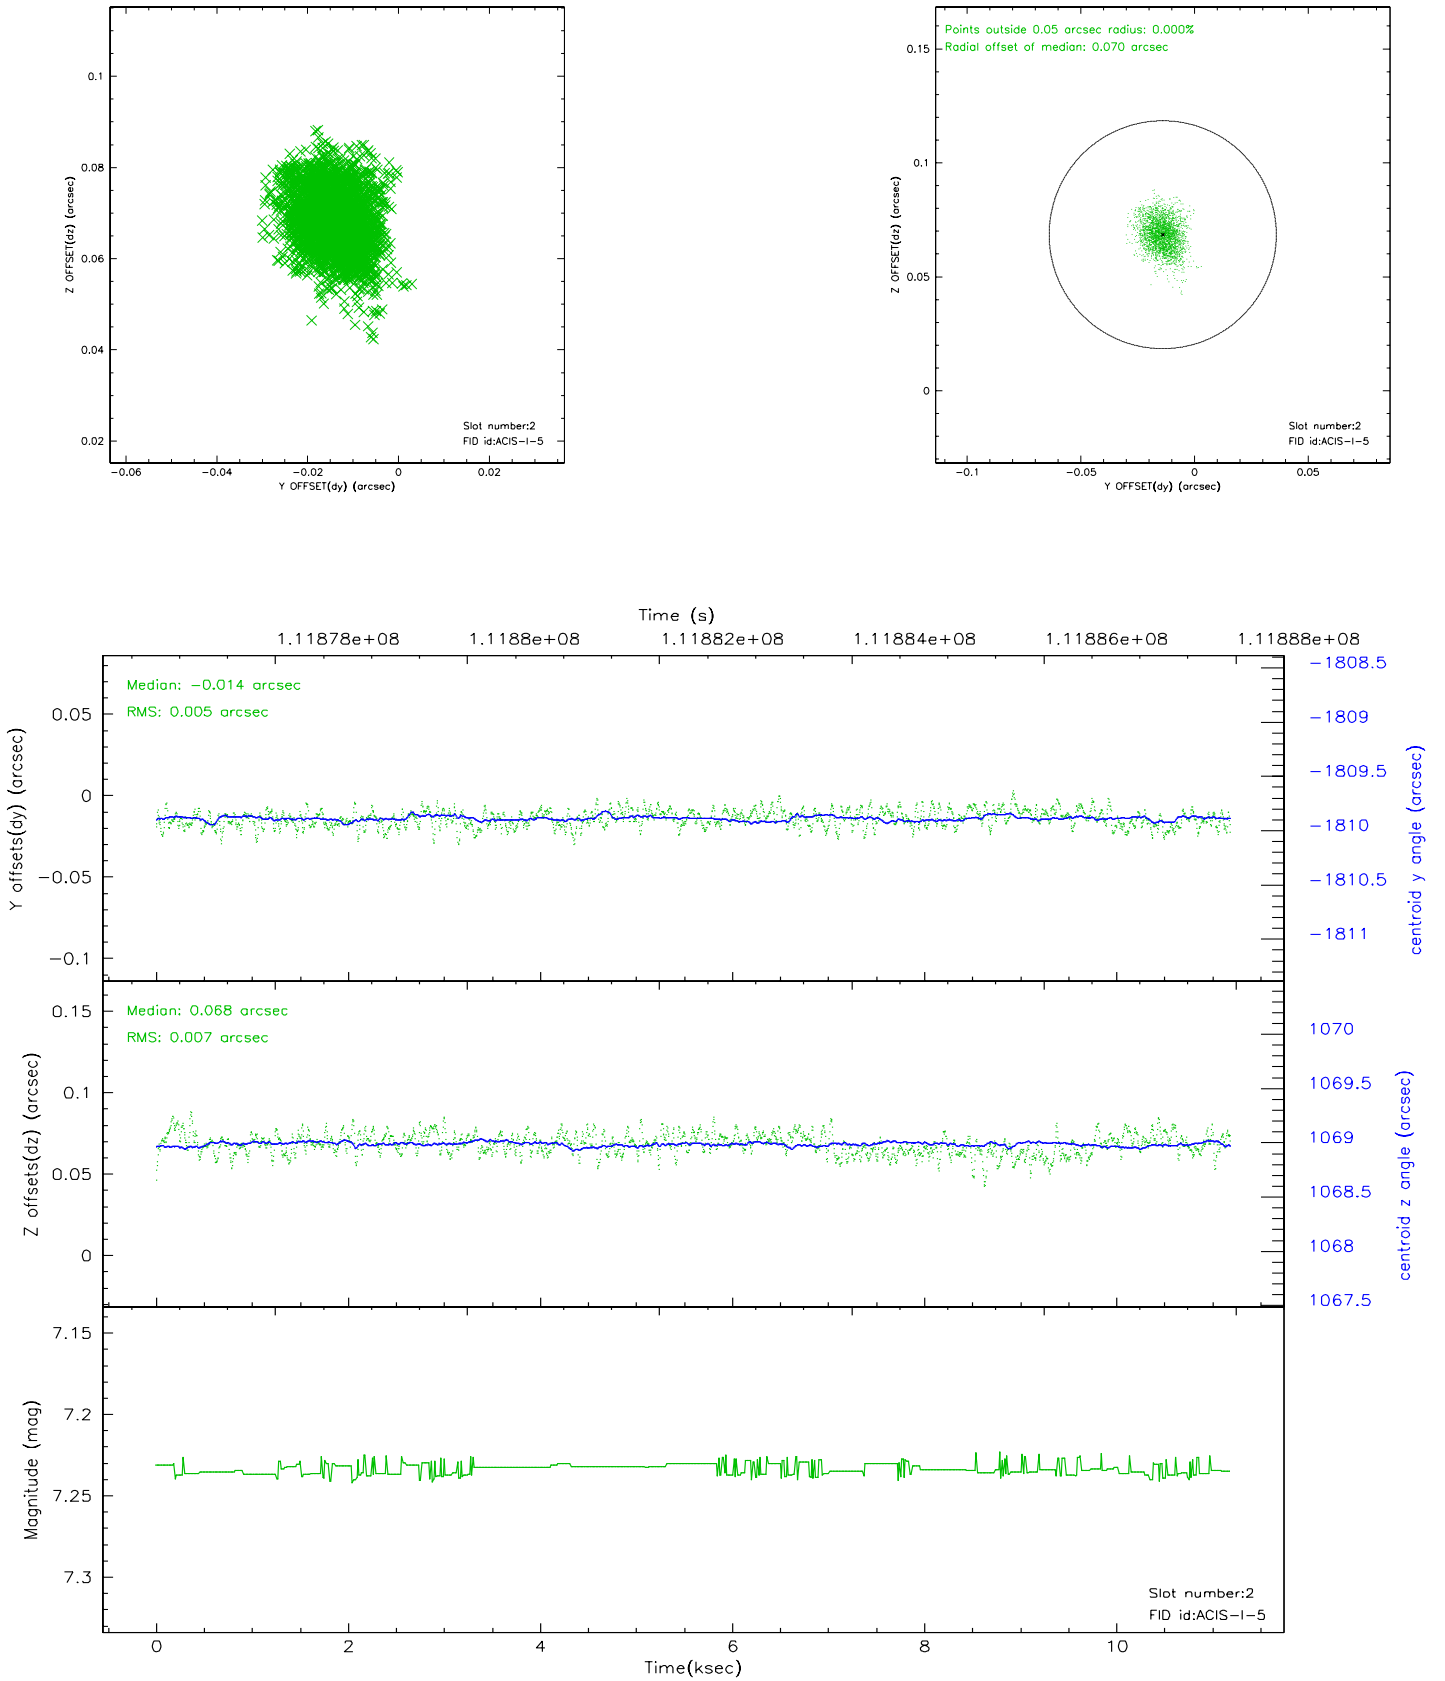 0.1
0.08
0.06
0.04
0.02
Z OFFSET(dz) (arcsec)
Slot number:2
FID id:ACIS-I-5
-0.06 -0.04 -0.02 0 0.02
Y OFFSET(dy) (arcsec)
Points outside 0.05 arcsec radius: 0.000%
Radial offset of median: 0.070 arcsec
0.15
0.1
0.05
0
Z OFFSET(dz) (arcsec)
Slot number:2
FID id:ACIS-I-5
-0.1 -0.05 0 0.05
Y OFFSET(dy) (arcsec)
Time (s)
1.11878e+08 1.1188e+08 1.11882e+08 1.11884e+08 1.11886e+08 1.11888e+08
Median: -0.014 arcsec
RMS: 0.005 arcsec
0.05
0
-0.05
-0.1
Y offsets(dy) (arcsec)
-1808.5
-1809
-1809.5
-1810
-1810.5
-1811
centroid y angle (arcsec)
Median: 0.068 arcsec
RMS: 0.007 arcsec
0.15
0.1
0.05
0
Z offsets(dz) (arcsec)
1070
1069.5
1069
1068.5
1068
1067.5
centroid z angle (arcsec)
7.15
7.2
7.25
7.3
Magnitude (mag)
Slot number:2
FID id:ACIS-I-5
0 2 4 6 8 10
Time(ksec)